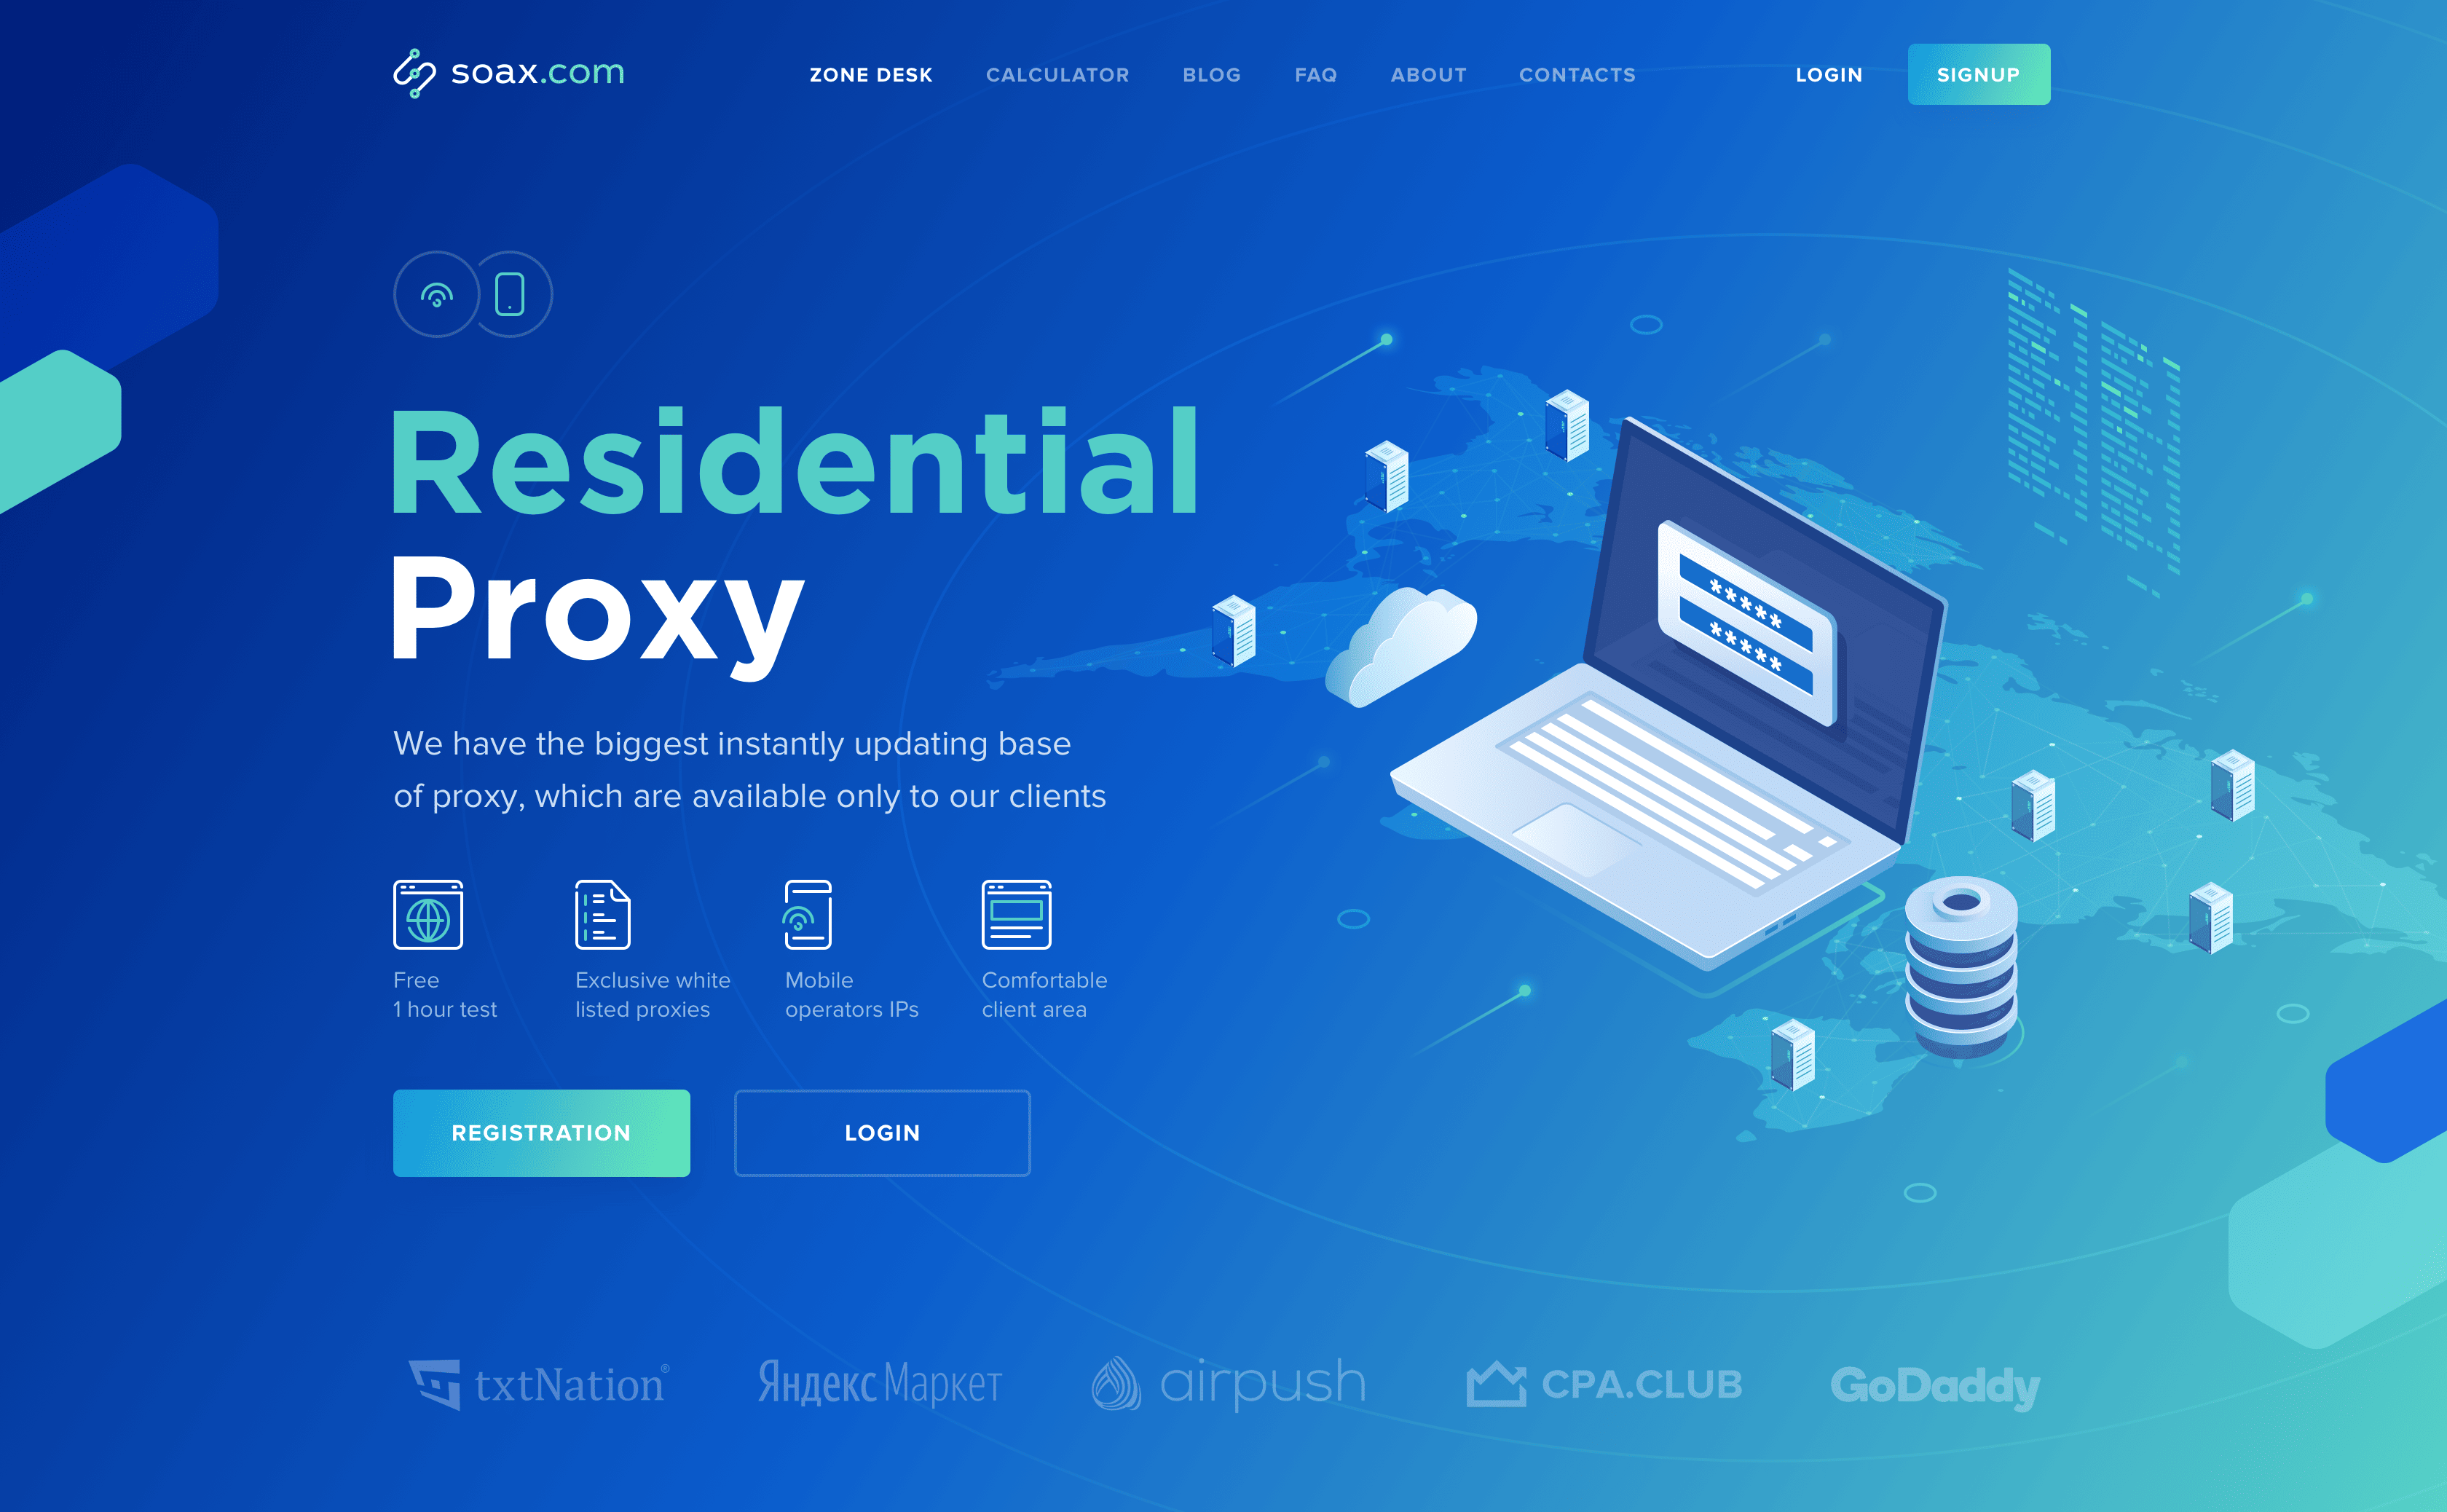 soax.com
ZONE DESK CALCULATOR BLOG FAQ ABOUT CONTACTS LOGIN SIGNUP
Residential
Proxy
We have the biggest instantly updating base
of proxy, which are available only to our clients
Free
1 hour test
Exclusive white
listed proxies
Mobile
operators IPs
Comfortable
client area
*****
*****
REGISTRATION LOGIN
txtNation® Яндекс Маркет airpush CPA.CLUB GoDaddy